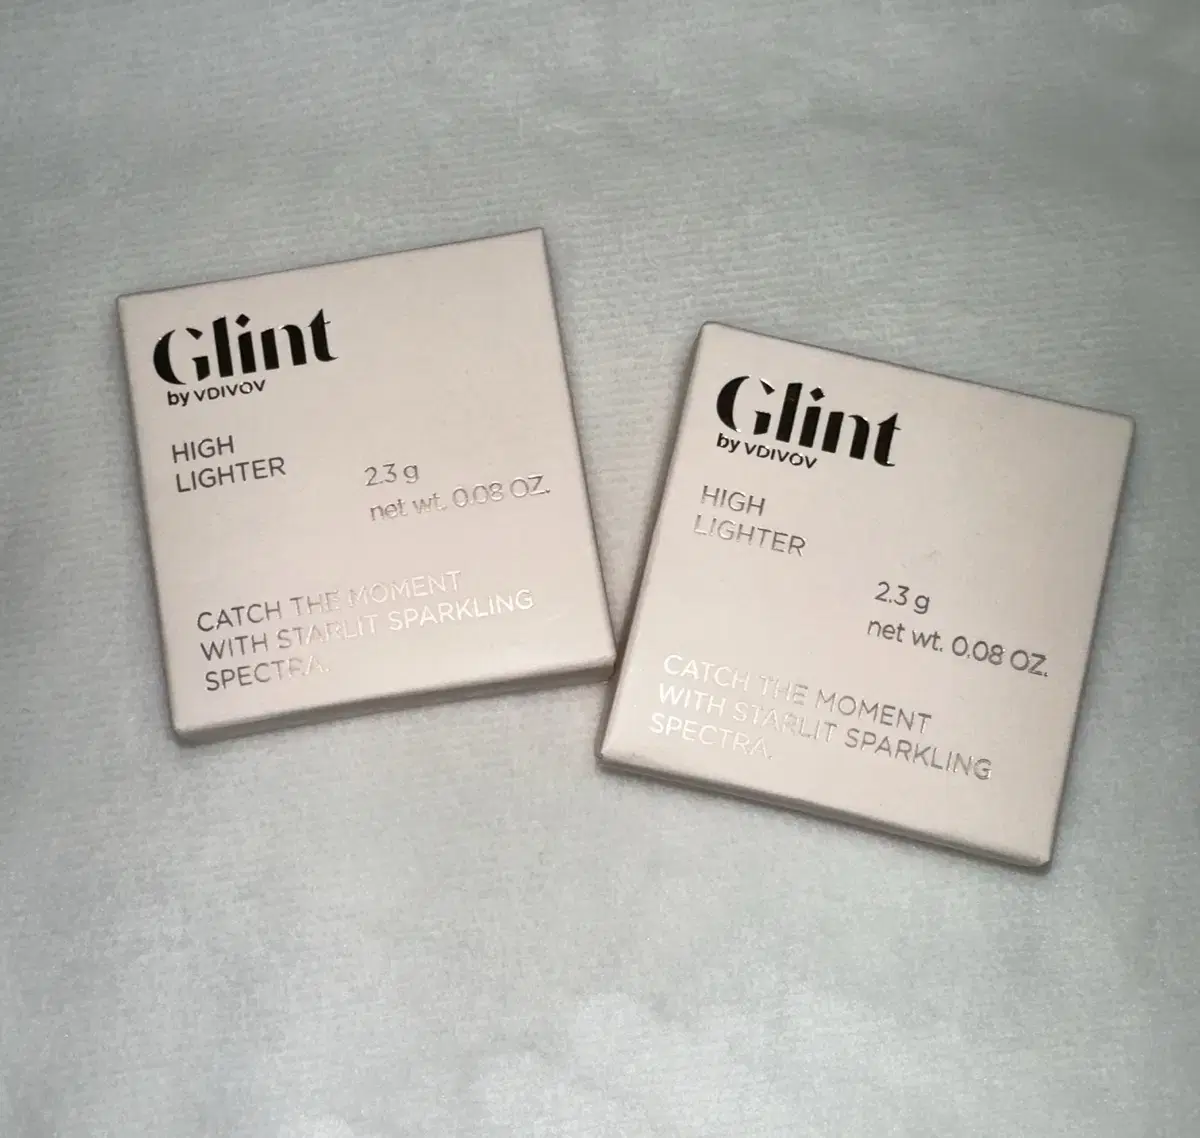 Glint
by VDIVOV
HIGH
LIGHTER
2.3 g
net wt. 0.08 OZ.
CATCH THE MOMENT
WITH STARLIT SPARKLING
SPECTRA.
Glint
by VDIVOV
HIGH
LIGHTER
2.3 g
net wt. 0.08 OZ.
CATCH THE MOMENT
WITH STARLIT SPARKLING
SPECTRA.